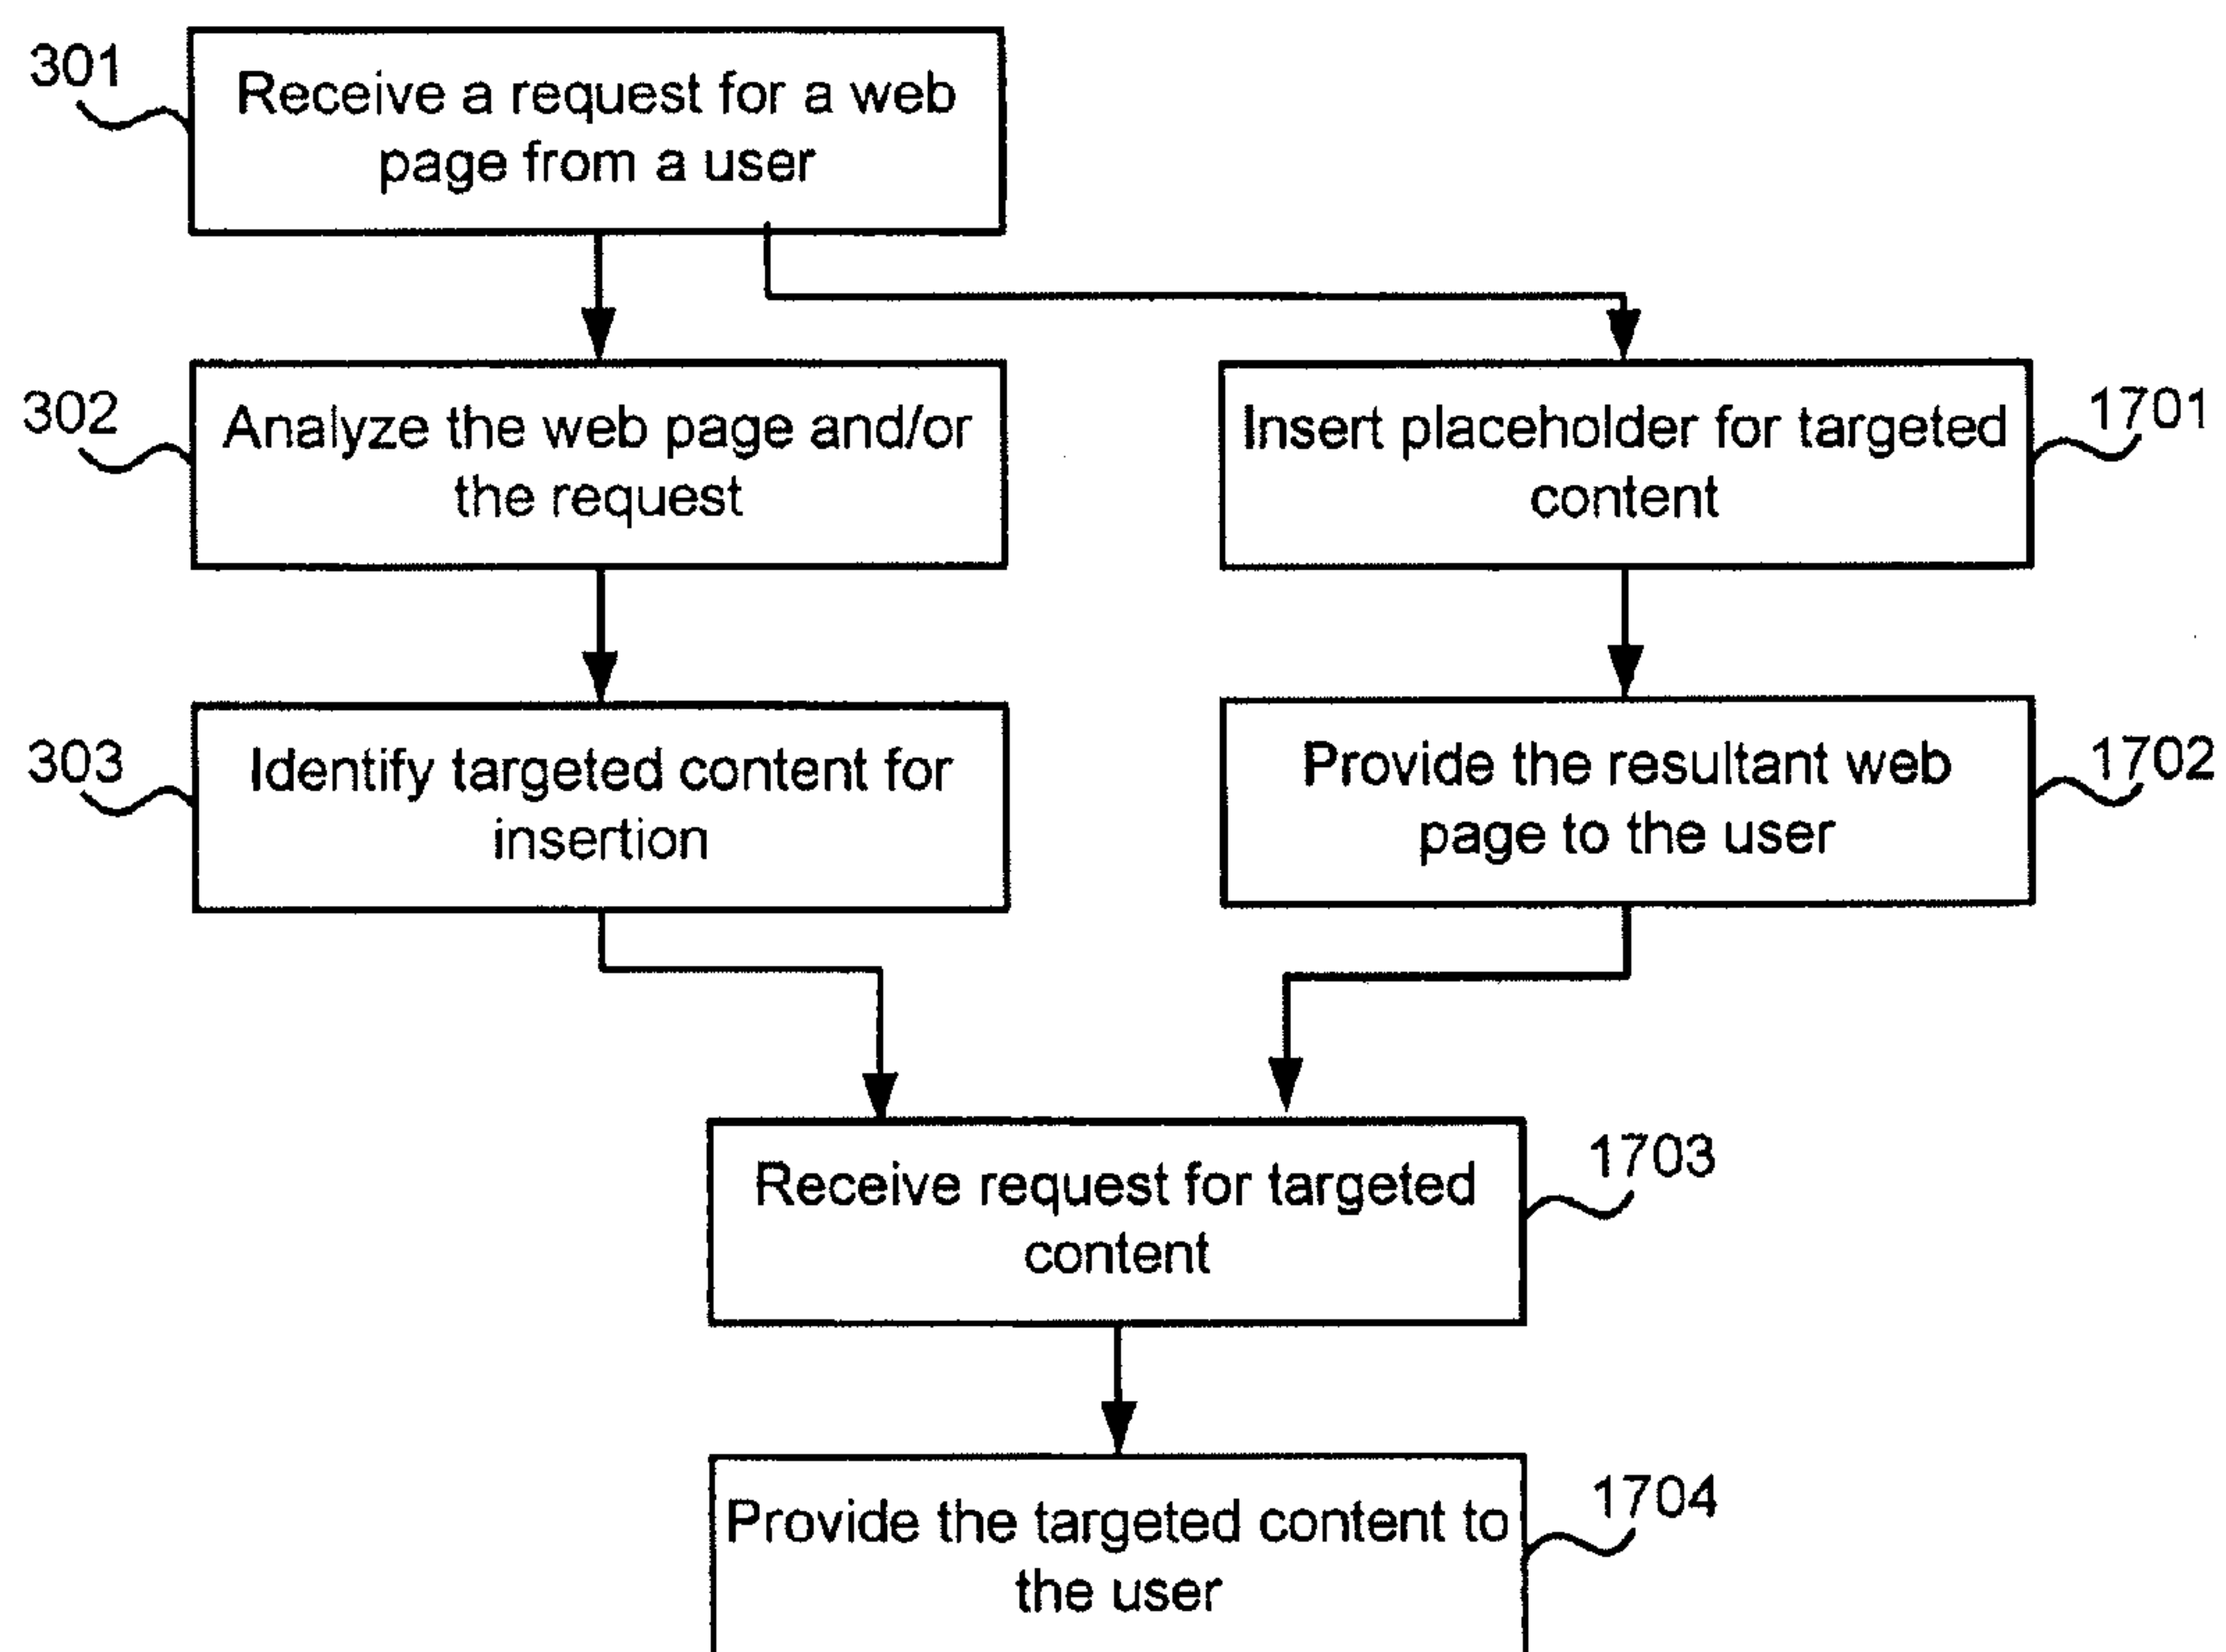 301
Receive a request for a web
page from a user
302
Analyze the web page and/or
the request
Insert placeholder for targeted
content
1701
303
Identify targeted content for
insertion
Provide the resultant web
page to the user
1702
Receive request for targeted
content
1703
Provide the targeted content to
the user
1704